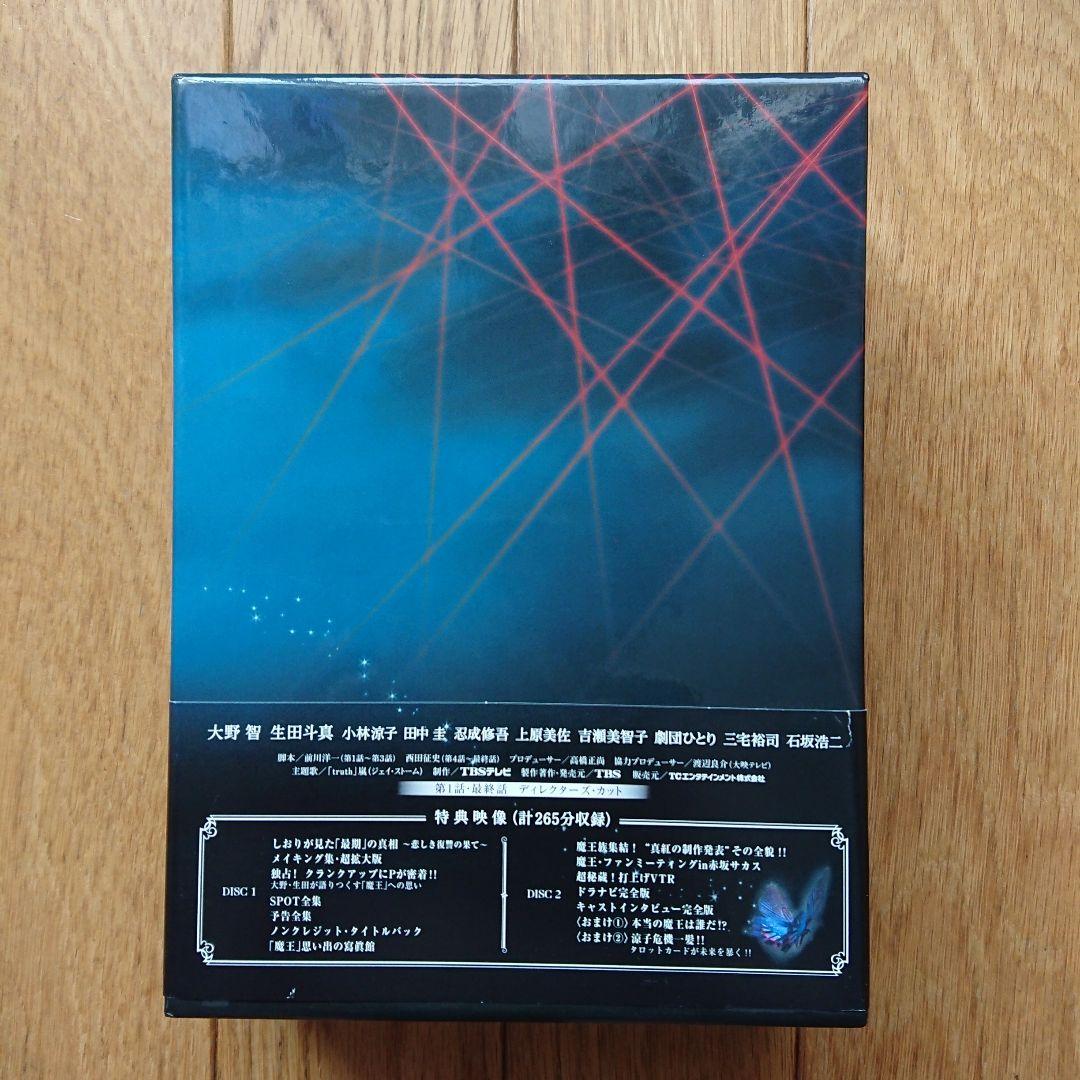 大野 智 生田斗真 小林涼子 田中 圭 忍成修吾 上原美佐 吉瀬美智子 劇団ひとり 三宅裕司 石坂浩二
脚本／前川洋一(第1話〜第3話) 西田征史(第4話〜最終話) プロデューサー／高橋正尚 協力プロデューサー／渡辺良介(大映テレビ)
主題歌／「truth」嵐(ジェイ・ストーム) 制作／TBSテレビ 製作著作・発売元／TBS 販売元／TCエンタテインメント株式会社
第1話・最終話 ディレクターズ・カット
特典映像(計265分収録)
DISC 1
しおりが見た「最期」の真相 〜悲しき復讐の果て〜
メイキング集・超拡大版
独占! クランクアップにPが密着!!
大野・生田が語りつくす「魔王」への思い
SPOT全集
予告全集
ノンクレジット・タイトルバック
「魔王」思い出の寫眞館
DISC 2
魔王族集結! “真紅の制作発表”その全貌!!
魔王・ファンミーティングin赤坂サカス
超秘蔵!打上げVTR
ドラナビ完全版
キャストインタビュー完全版
〈おまけ①〉本当の魔王は誰だ!?
〈おまけ②〉涼子危機一髪!!
タロットカードが未来を暴く!!